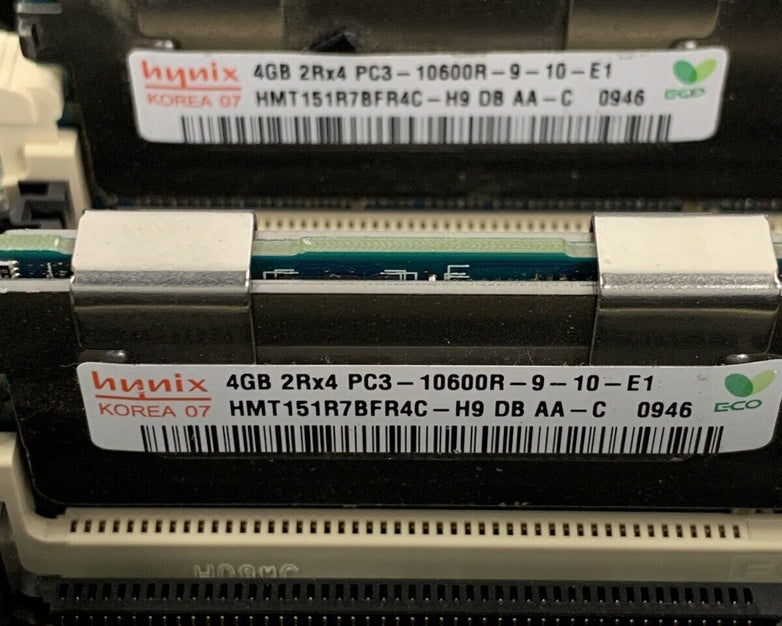 hynix 4GB 2Rx4 PC3-10600R-9-10-E1
KOREA 07 HMT151R7BFR4C-H9 DB AA-C 0946
ECO
hynix 4GB 2Rx4 PC3-10600R-9-10-E1
KOREA 07 HMT151R7BFR4C-H9 DB AA-C 0946
ECO